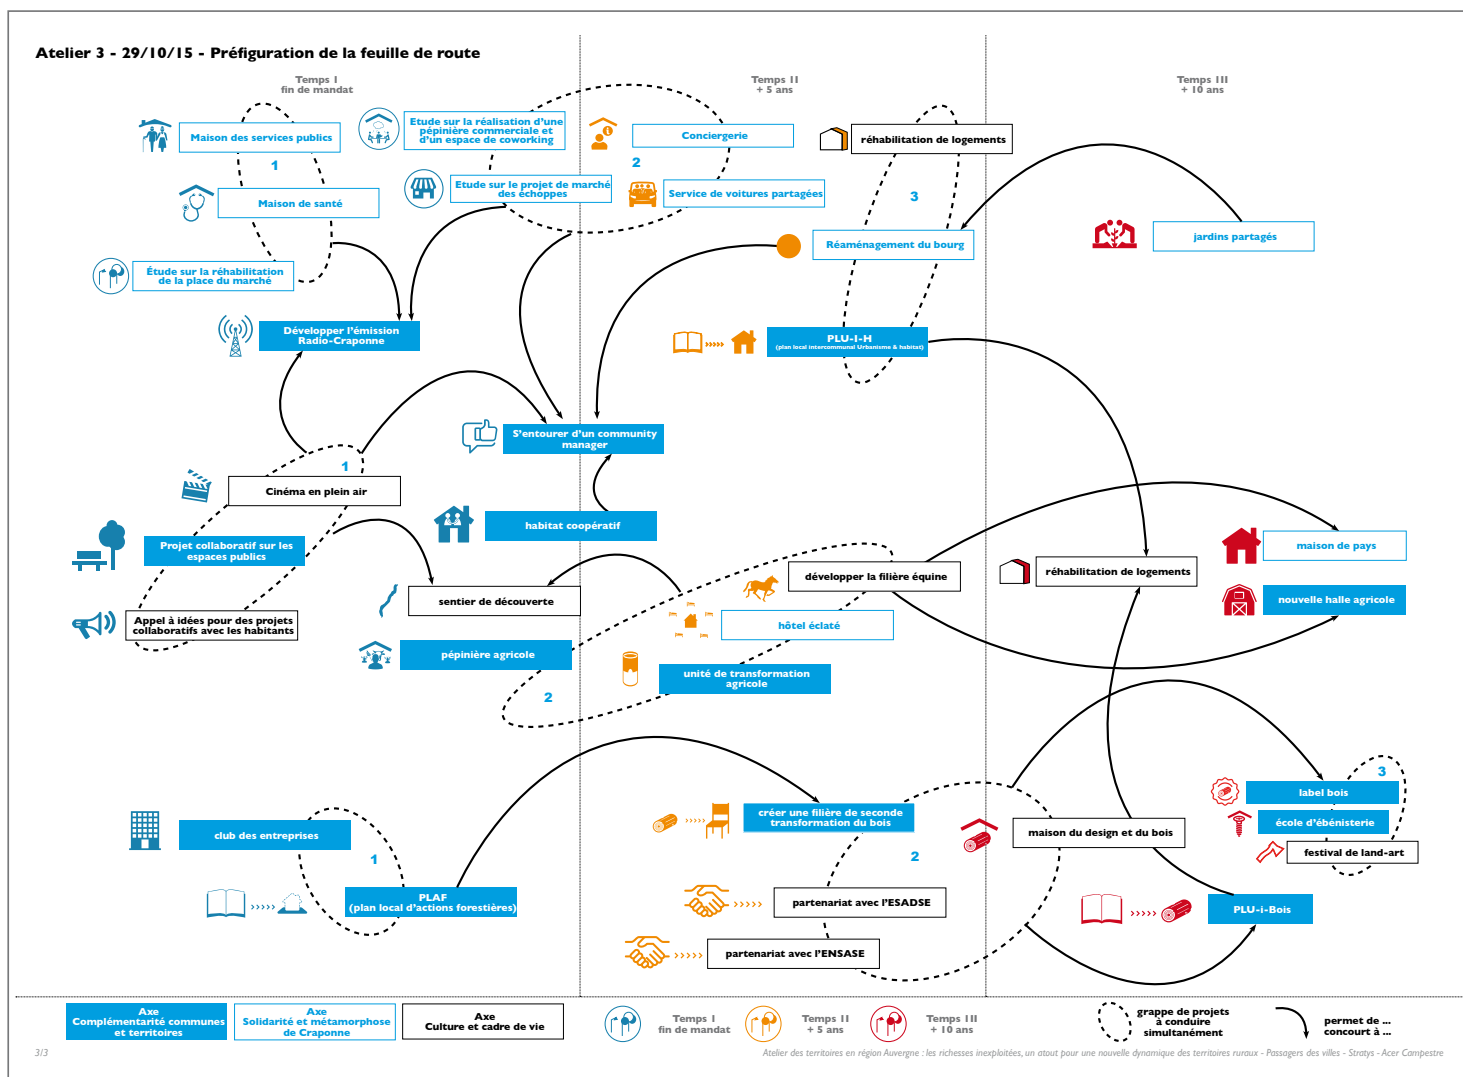 Atelier 3 - 29/10/15 - Préfiguration de la feuille de route
Temps I
fin de mandat
Temps II
+ 5 ans
Temps III
+ 10 ans
Maison des services publics
Etude sur la réalisation d'une
pépinière commerciale et
d'un espace de coworking
Conciergerie
réhabilitation de logements
1
2
3
Maison de santé
Etude sur le projet de marché
des échoppes
Service de voitures partagées
Réaménagement du bourg
jardins partagés
Étude sur la réhabilitation
de la place du marché
Développer l'émission
Radio-Craponne
PLU-I-H
(plan local intercommunal Urbanisme & habitat)
S'entourer d'un community
manager
1
Cinéma en plein air
habitat coopératif
Projet collaboratif sur les
espaces publics
maison de pays
développer la filière équine
réhabilitation de logements
sentier de découverte
nouvelle halle agricole
Appel à idées pour des projets
collaboratifs avec les habitants
hôtel éclaté
pépinière agricole
unité de transformation
agricole
2
3
label bois
club des entreprises
créer une filière de seconde
transformation du bois
maison du design et du bois
école d'ébénisterie
1
2
festival de land-art
PLAF
(plan local d'actions forestières)
partenariat avec l'ESADSE
PLU-i-Bois
partenariat avec l'ENSASE
Axe
Complémentarité communes
et territoires
Axe
Solidarité et métamorphose
de Craponne
Axe
Culture et cadre de vie
Temps I
fin de mandat
Temps II
+ 5 ans
Temps III
+ 10 ans
grappe de projets
à conduire
simultanément
permet de ...
concourt à ...
3/3
Atelier des territoires en région Auvergne : les richesses inexploitées, un atout pour une nouvelle dynamique des territoires ruraux - Passagers des villes - Stratys - Acer Campestre